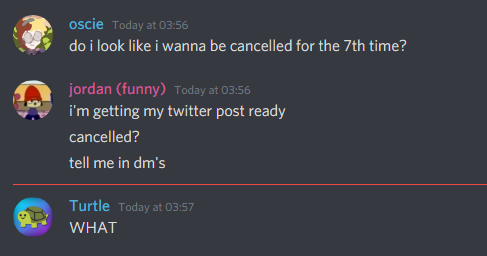 oscie Today at 03:56
do i look like i wanna be cancelled for the 7th time?
jordan (funny) Today at 03:56
i'm getting my twitter post ready
cancelled?
tell me in dm's
Turtle Today at 03:57
WHAT